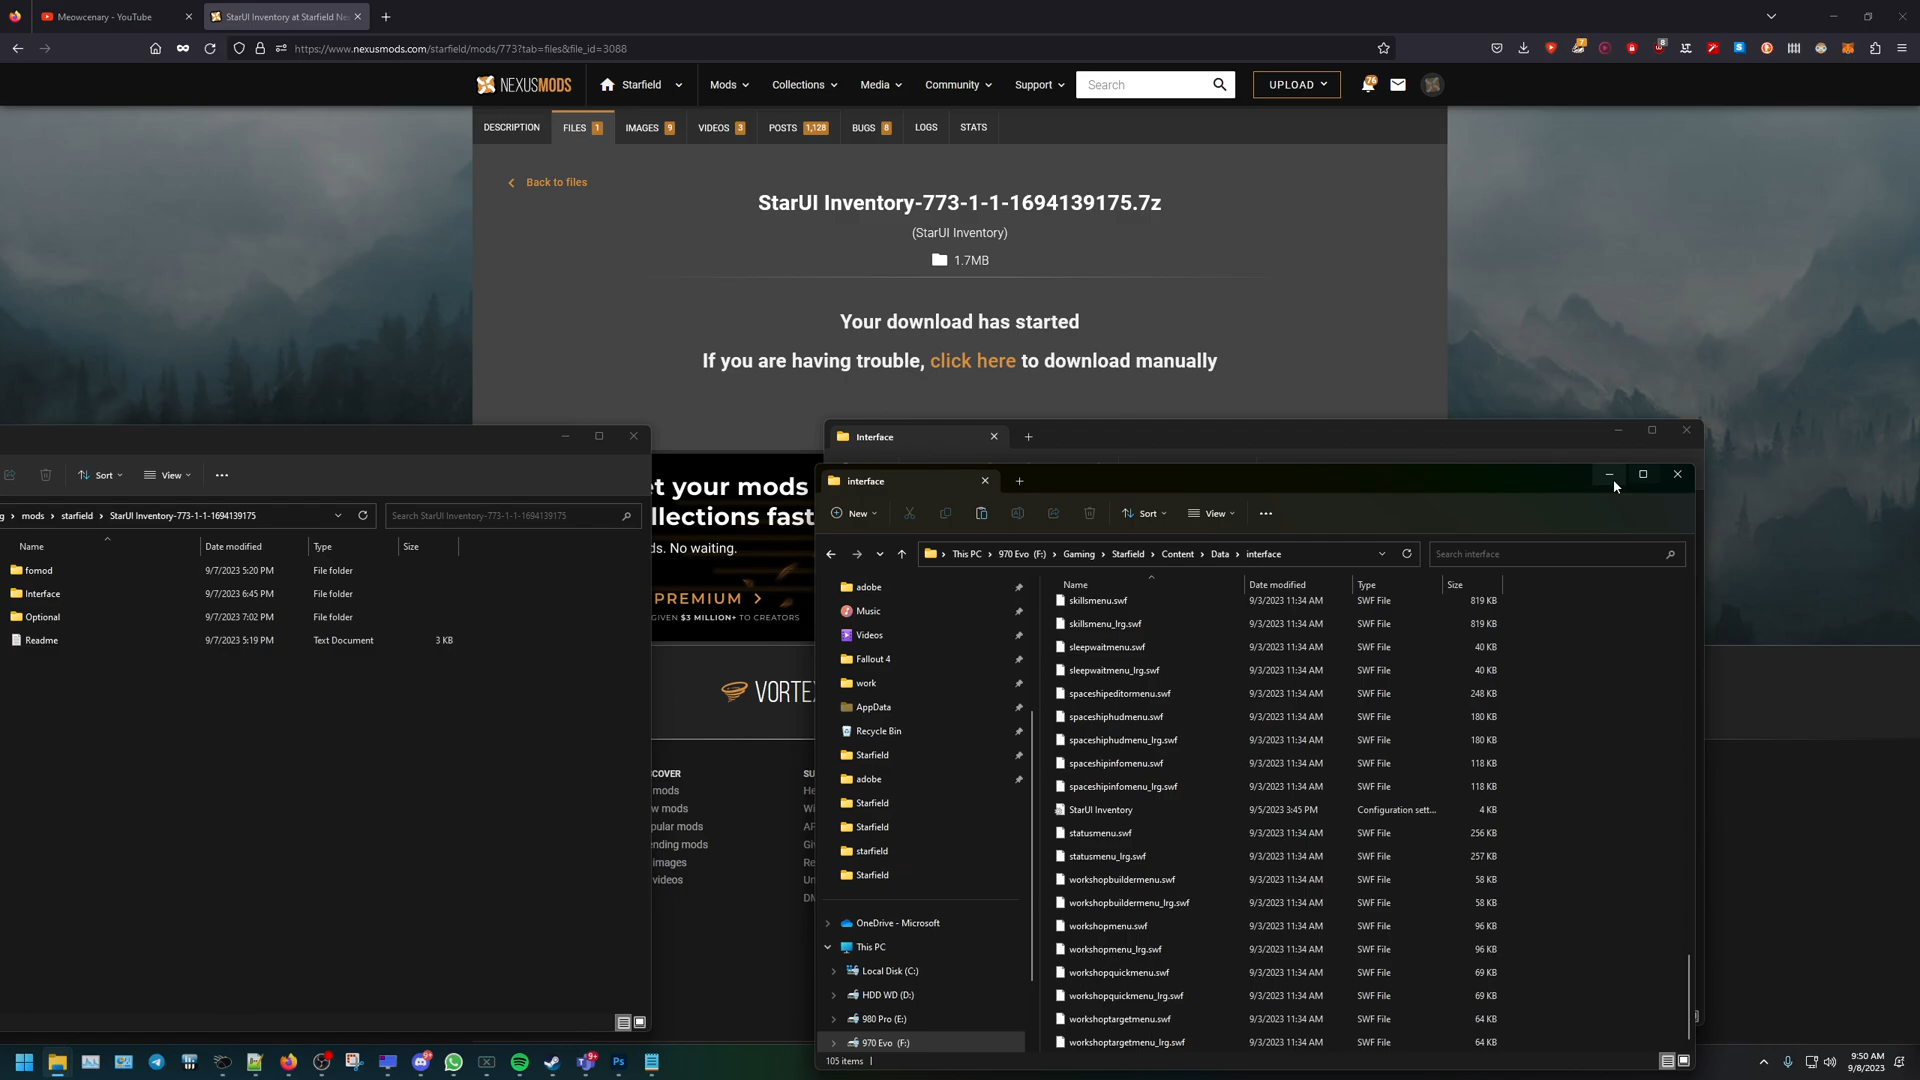 Meowcenary - YouTube
StarUI Inventory at Starfield Ne
https://www.nexusmods.com/starfield/mods/773?tab=files&file_id=3088
NEXUSMODS
Starfield
Mods
Collections
Media
Community
Support
Search
UPLOAD
76
DESCRIPTION
FILES 1
IMAGES 9
VIDEOS 3
POSTS 1,128
BUGS 8
LOGS
STATS
Back to files
StarUI Inventory-773-1-1-1694139175.7z
(StarUI Inventory)
1.7MB
Your download has started
If you are having trouble, click here to download manually
et your mods
llections fast
ds. No waiting.
PREMIUM
GIVEN $3 MILLION+ TO CREATORS
VORTEX
COVER
mods
w mods
pular mods
ending mods
images
videos
SU
He
Wi
AP
Giv
Re
Un
DM
Sort
View
mods
starfield
StarUI Inventory-773-1-1-1694139175
Search StarUI Inventory-773-1-1-1694139175
Name Date modified Type Size
fomod 9/7/2023 5:20 PM File folder
Interface 9/7/2023 6:45 PM File folder
Optional 9/7/2023 7:02 PM File folder
Readme 9/7/2023 5:19 PM Text Document 3 KB
Interface
interface
New
Sort
View
This PC
970 Evo (F:)
Gaming
Starfield
Content
Data
interface
Search interface
adobe
Music
Videos
Fallout 4
work
AppData
Recycle Bin
Starfield
adobe
Starfield
Starfield
starfield
Starfield
OneDrive - Microsoft
This PC
Local Disk (C:)
HDD WD (D:)
980 Pro (E:)
970 Evo (F:)
Name Date modified Type Size
skillsmenu.swf 9/3/2023 11:34 AM SWF File 819 KB
skillsmenu_lrg.swf 9/3/2023 11:34 AM SWF File 819 KB
sleepwaitmenu.swf 9/3/2023 11:34 AM SWF File 40 KB
sleepwaitmenu_lrg.swf 9/3/2023 11:34 AM SWF File 40 KB
spaceshipeditormenu.swf 9/3/2023 11:34 AM SWF File 248 KB
spaceshiphudmenu.swf 9/3/2023 11:34 AM SWF File 180 KB
spaceshiphudmenu_lrg.swf 9/3/2023 11:34 AM SWF File 180 KB
spaceshipinfomenu.swf 9/3/2023 11:34 AM SWF File 118 KB
spaceshipinfomenu_lrg.swf 9/3/2023 11:34 AM SWF File 118 KB
StarUI Inventory 9/5/2023 3:45 PM Configuration sett... 4 KB
statusmenu.swf 9/3/2023 11:34 AM SWF File 256 KB
statusmenu_lrg.swf 9/3/2023 11:34 AM SWF File 257 KB
workshopbuildermenu.swf 9/3/2023 11:34 AM SWF File 58 KB
workshopbuildermenu_lrg.swf 9/3/2023 11:34 AM SWF File 58 KB
workshopmenu.swf 9/3/2023 11:34 AM SWF File 96 KB
workshopmenu_lrg.swf 9/3/2023 11:34 AM SWF File 96 KB
workshopquickmenu.swf 9/3/2023 11:34 AM SWF File 69 KB
workshopquickmenu_lrg.swf 9/3/2023 11:34 AM SWF File 69 KB
workshoptargetmenu.swf 9/3/2023 11:34 AM SWF File 64 KB
workshoptargetmenu_lrg.swf 9/3/2023 11:34 AM SWF File 64 KB
105 items
9:50 AM
9/8/2023